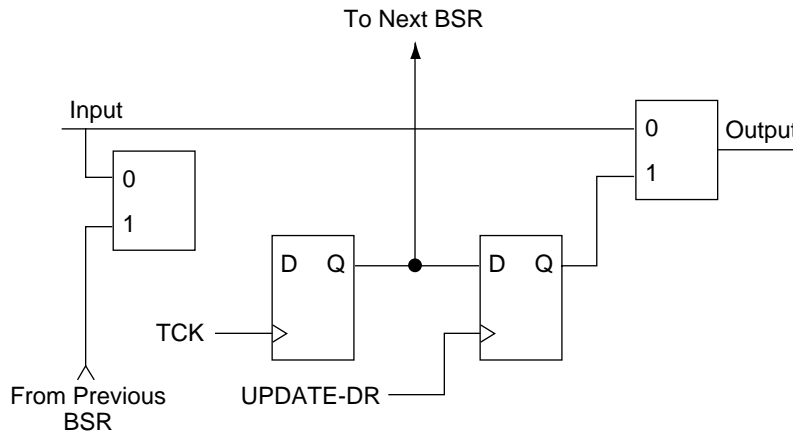 To Next BSR
Input
0
Output
0
1
1
D Q
D Q
TCK
UPDATE-DR
From Previous
BSR